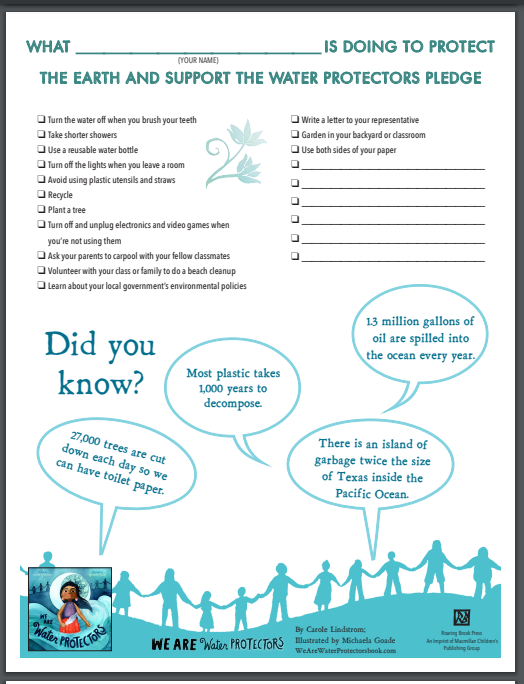 WHAT ______________________________ IS DOING TO PROTECT
(YOUR NAME)
THE EARTH AND SUPPORT THE WATER PROTECTORS PLEDGE
Turn the water off when you brush your teeth
Take shorter showers
Use a reusable water bottle
Turn off the lights when you leave a room
Avoid using plastic utensils and straws
Recycle
Plant a tree
Turn off and unplug electronics and video games when
you're not using them
Ask your parents to carpool with your fellow classmates
Volunteer with your class or family to do a beach cleanup
Learn about your local government's environmental policies
Write a letter to your representative
Garden in your backyard or classroom
Use both sides of your paper
Did you
know?
Most plastic takes
1,000 years to
decompose.
1.3 million gallons of
oil are spilled into
the ocean every year.
27,000 trees are cut
down each day so we
can have toilet paper.
There is an island of
garbage twice the size
of Texas inside the
Pacific Ocean.
WE ARE
Water PROTECTORS
WE ARE Water PROTECTORS
By Carole Lindstrom;
Illustrated by Michaela Goade
WeAreWaterProtectorsbook.com
Roaring Brook Press
An Imprint of Macmillan Children's
Publishing Group